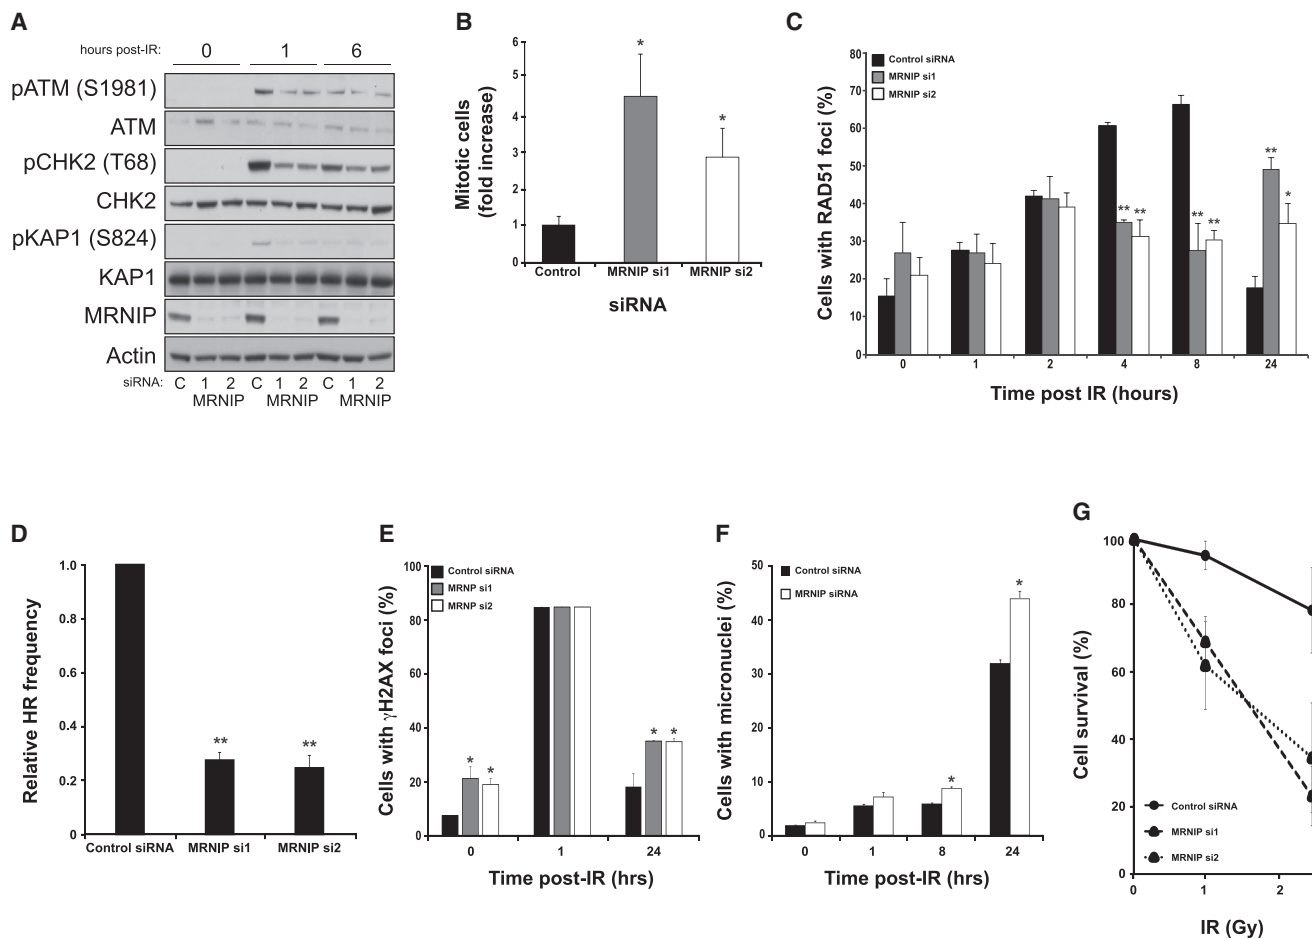 A
hours post-IR: 0 1 6
pATM (S1981)
ATM
pCHK2 (T68)
CHK2
pKAP1 (S824)
KAP1
MRNIP
Actin
siRNA: C 1 2 C 1 2 C 1 2
MRNIP MRNIP MRNIP
B
Mitotic cells
(fold increase)
6
5
4
3
2
1
0
*
*
Control MRNIP si1 MRNIP si2
siRNA
C
Cells with RAD51 foci (%)
80
70
60
50
40
30
20
10
0
Control siRNA
MRNIP si1
MRNIP si2
** **
** **
** *
0 1 2 4 8 24
Time post IR (hours)
D
Relative HR frequency
1.0
0.8
0.6
0.4
0.2
0
** **
Control siRNA MRNIP si1 MRNIP si2
E
Cells with γH2AX foci (%)
100
80
60
40
20
0
Control siRNA
MRNP si1
MRNP si2
* *
* *
0 1 24
Time post-IR (hrs)
F
Cells with micronuclei (%)
50
40
30
20
10
0
Control siRNA
MRNIP siRNA
*
*
0 1 8 24
Time post-IR (hrs)
G
Cell survival (%)
100
80
60
40
20
0
Control siRNA
MRNIP si1
MRNIP si2
0 1 2
IR (Gy)